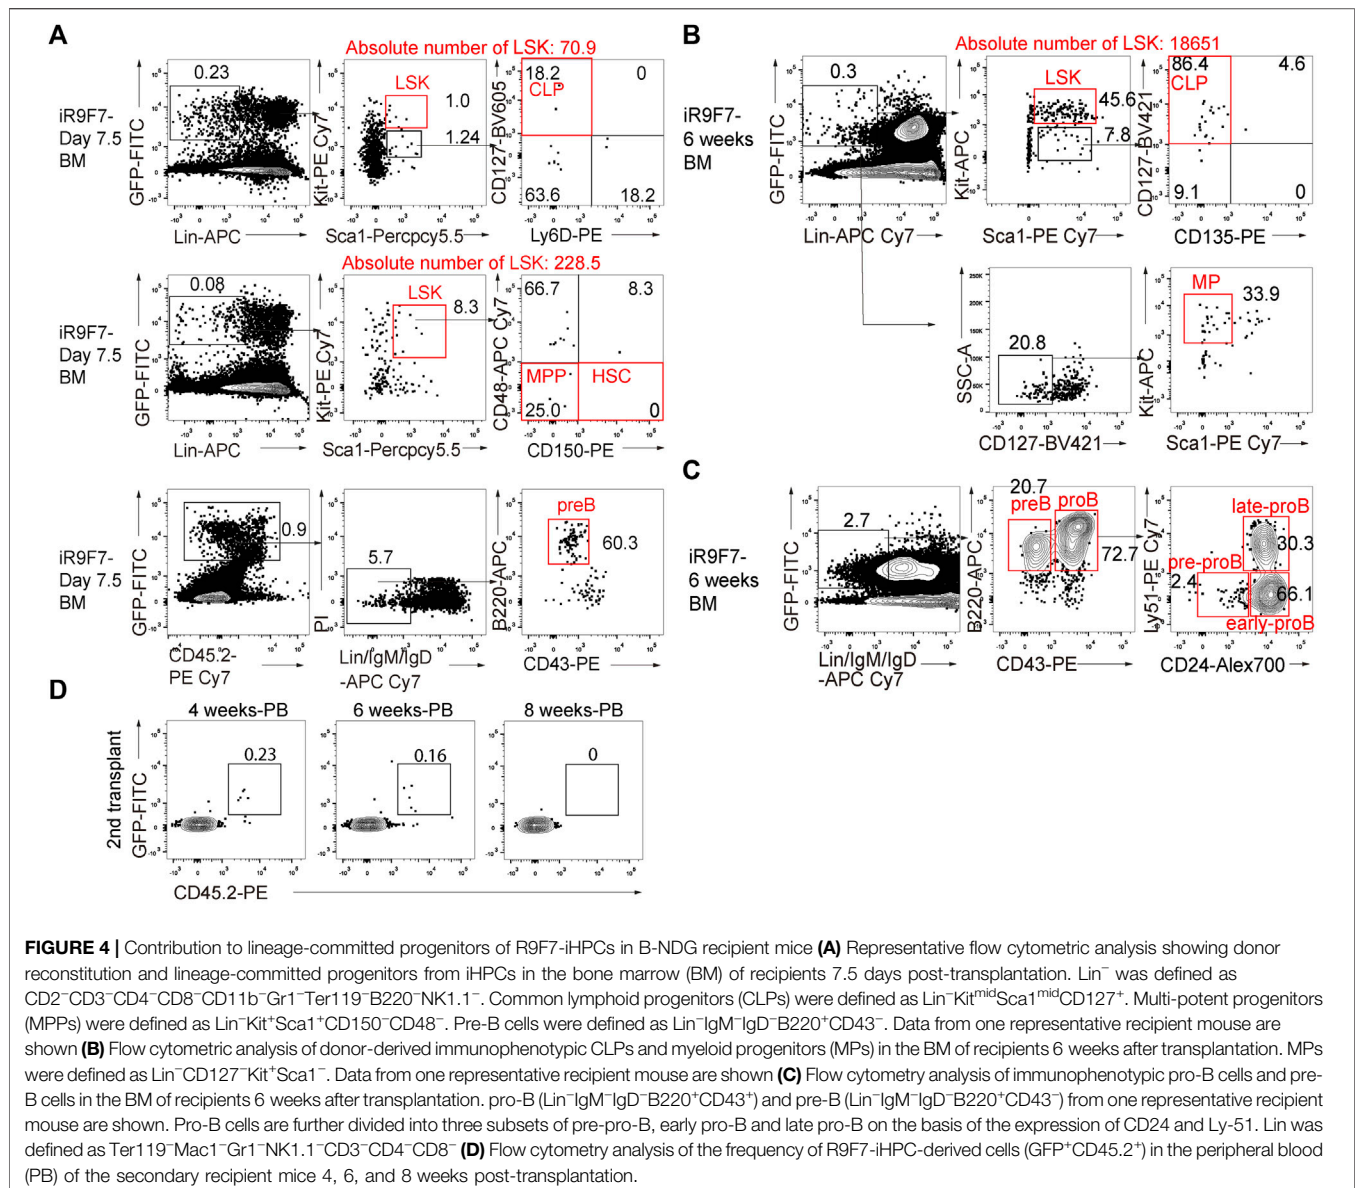 A
Absolute number of LSK: 70.9
iR9F7-
Day 7.5
BM
GFP-FITC
0.23
Lin-APC
Kit-PE Cy7
LSK
1.0
1.24
Sca1-Percpcy5.5
CD127-BV605
18.2
0
CLP
63.6
18.2
Ly6D-PE
Absolute number of LSK: 228.5
iR9F7-
Day 7.5
BM
GFP-FITC
0.08
Lin-APC
Kit-PE Cy7
LSK
8.3
Sca1-Percpcy5.5
CD48-APC Cy7
66.7
8.3
MPP
HSC
25.0
0
CD150-PE
iR9F7-
Day 7.5
BM
GFP-FITC
0.9
CD45.2-
PE Cy7
PI
5.7
Lin/IgM/IgD
-APC Cy7
B220-APC
preB
60.3
CD43-PE
B
Absolute number of LSK: 18651
iR9F7-
6 weeks
BM
GFP-FITC
0.3
Lin-APC Cy7
Kit-APC
LSK
45.6
7.8
Sca1-PE Cy7
CD127-BV421
86.4
4.6
CLP
9.1
0
CD135-PE
SSC-A
250K
200K
150K
100K
50K
0
20.8
CD127-BV421
Kit-APC
MP
33.9
Sca1-PE Cy7
C
iR9F7-
6 weeks
BM
GFP-FITC
2.7
Lin/IgM/IgD
-APC Cy7
B220-APC
20.7
preB
proB
72.7
CD43-PE
Ly51-PE Cy7
late-proB
30.3
pre-proB
2.4
66.1
early-proB
CD24-Alex700
D
2nd transplant
GFP-FITC
4 weeks-PB
0.23
6 weeks-PB
0.16
8 weeks-PB
0
CD45.2-PE
FIGURE 4 | Contribution to lineage-committed progenitors of R9F7-iHPCs in B-NDG recipient mice (A) Representative flow cytometric analysis showing donor
reconstitution and lineage-committed progenitors from iHPCs in the bone marrow (BM) of recipients 7.5 days post-transplantation. Lin⁻ was defined as
CD2⁻CD3⁻CD4⁻CD8⁻CD11b⁻Gr1⁻Ter119⁻B220⁻NK1.1⁻. Common lymphoid progenitors (CLPs) were defined as Lin⁻KitᵐⁱᵈSca1ᵐⁱᵈCD127⁺. Multi-potent progenitors
(MPPs) were defined as Lin⁻Kit⁺Sca1⁺CD150⁻CD48⁻. Pre-B cells were defined as Lin⁻IgM⁻IgD⁻B220⁺CD43⁻. Data from one representative recipient mouse are
shown (B) Flow cytometric analysis of donor-derived immunophenotypic CLPs and myeloid progenitors (MPs) in the BM of recipients 6 weeks after transplantation. MPs
were defined as Lin⁻CD127⁻Kit⁺Sca1⁻. Data from one representative recipient mouse are shown (C) Flow cytometry analysis of immunophenotypic pro-B cells and pre-
B cells in the BM of recipients 6 weeks after transplantation. pro-B (Lin⁻IgM⁻IgD⁻B220⁺CD43⁺) and pre-B (Lin⁻IgM⁻IgD⁻B220⁺CD43⁻) from one representative recipient
mouse are shown. Pro-B cells are further divided into three subsets of pre-pro-B, early pro-B and late pro-B on the basis of the expression of CD24 and Ly-51. Lin was
defined as Ter119⁻Mac1⁻Gr1⁻NK1.1⁻CD3⁻CD4⁻CD8⁻ (D) Flow cytometry analysis of the frequency of R9F7-iHPC-derived cells (GFP⁺CD45.2⁺) in the peripheral blood
(PB) of the secondary recipient mice 4, 6, and 8 weeks post-transplantation.